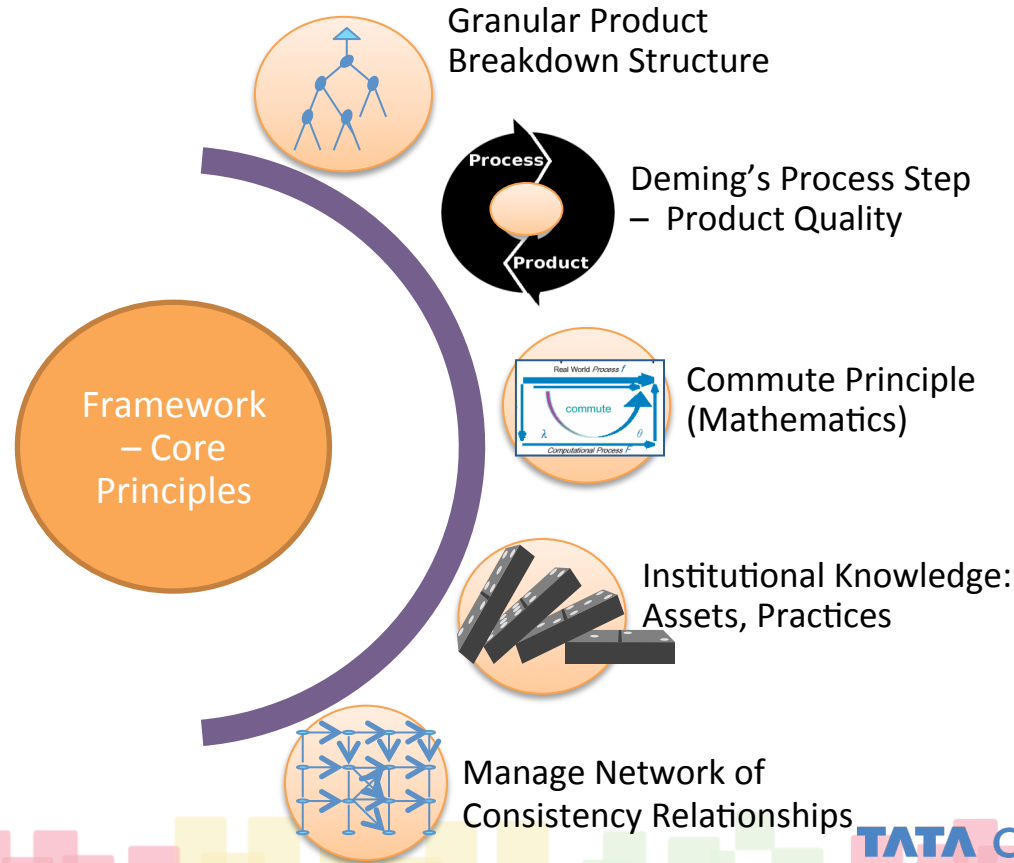 Granular Product
Breakdown Structure
Process
Product
Deming's Process Step
– Product Quality
Real World Process f
commute
λ
θ
Computational Process F
Commute Principle
(Mathematics)
Framework
– Core
Principles
Institutional Knowledge:
Assets, Practices
Manage Network of
Consistency Relationships
TATA C